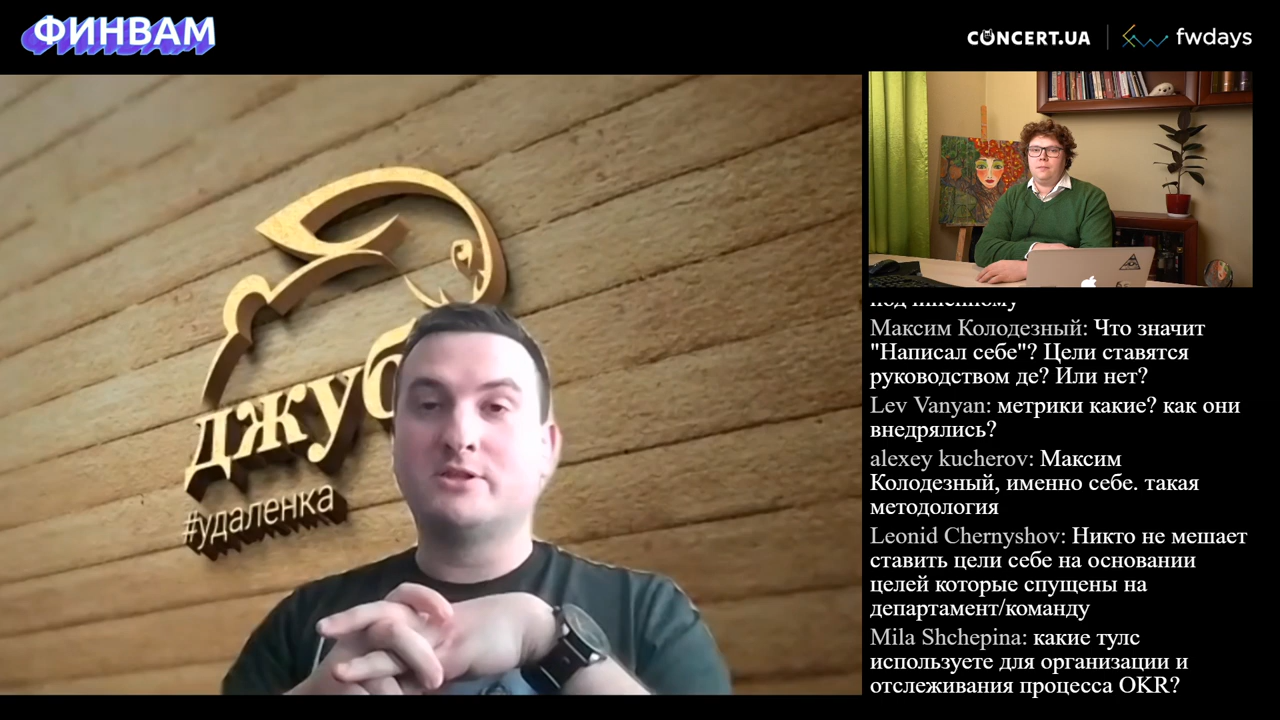 ФИНВАМ
CONCERT.UA
fwdays
джуб
#удаленка
подчиненному
Максим Колодезный: Что значит
"Написал себе"? Цели ставятся
руководством де? Или нет?
Lev Vanyan: метрики какие? как они
внедрялись?
alexey kucherov: Максим
Колодезный, именно себе. такая
методология
Leonid Chernyshov: Никто не мешает
ставить цели себе на основании
целей которые спущены на
департамент/команду
Mila Shchepina: какие тулс
используете для организации и
отслеживания процесса OKR?